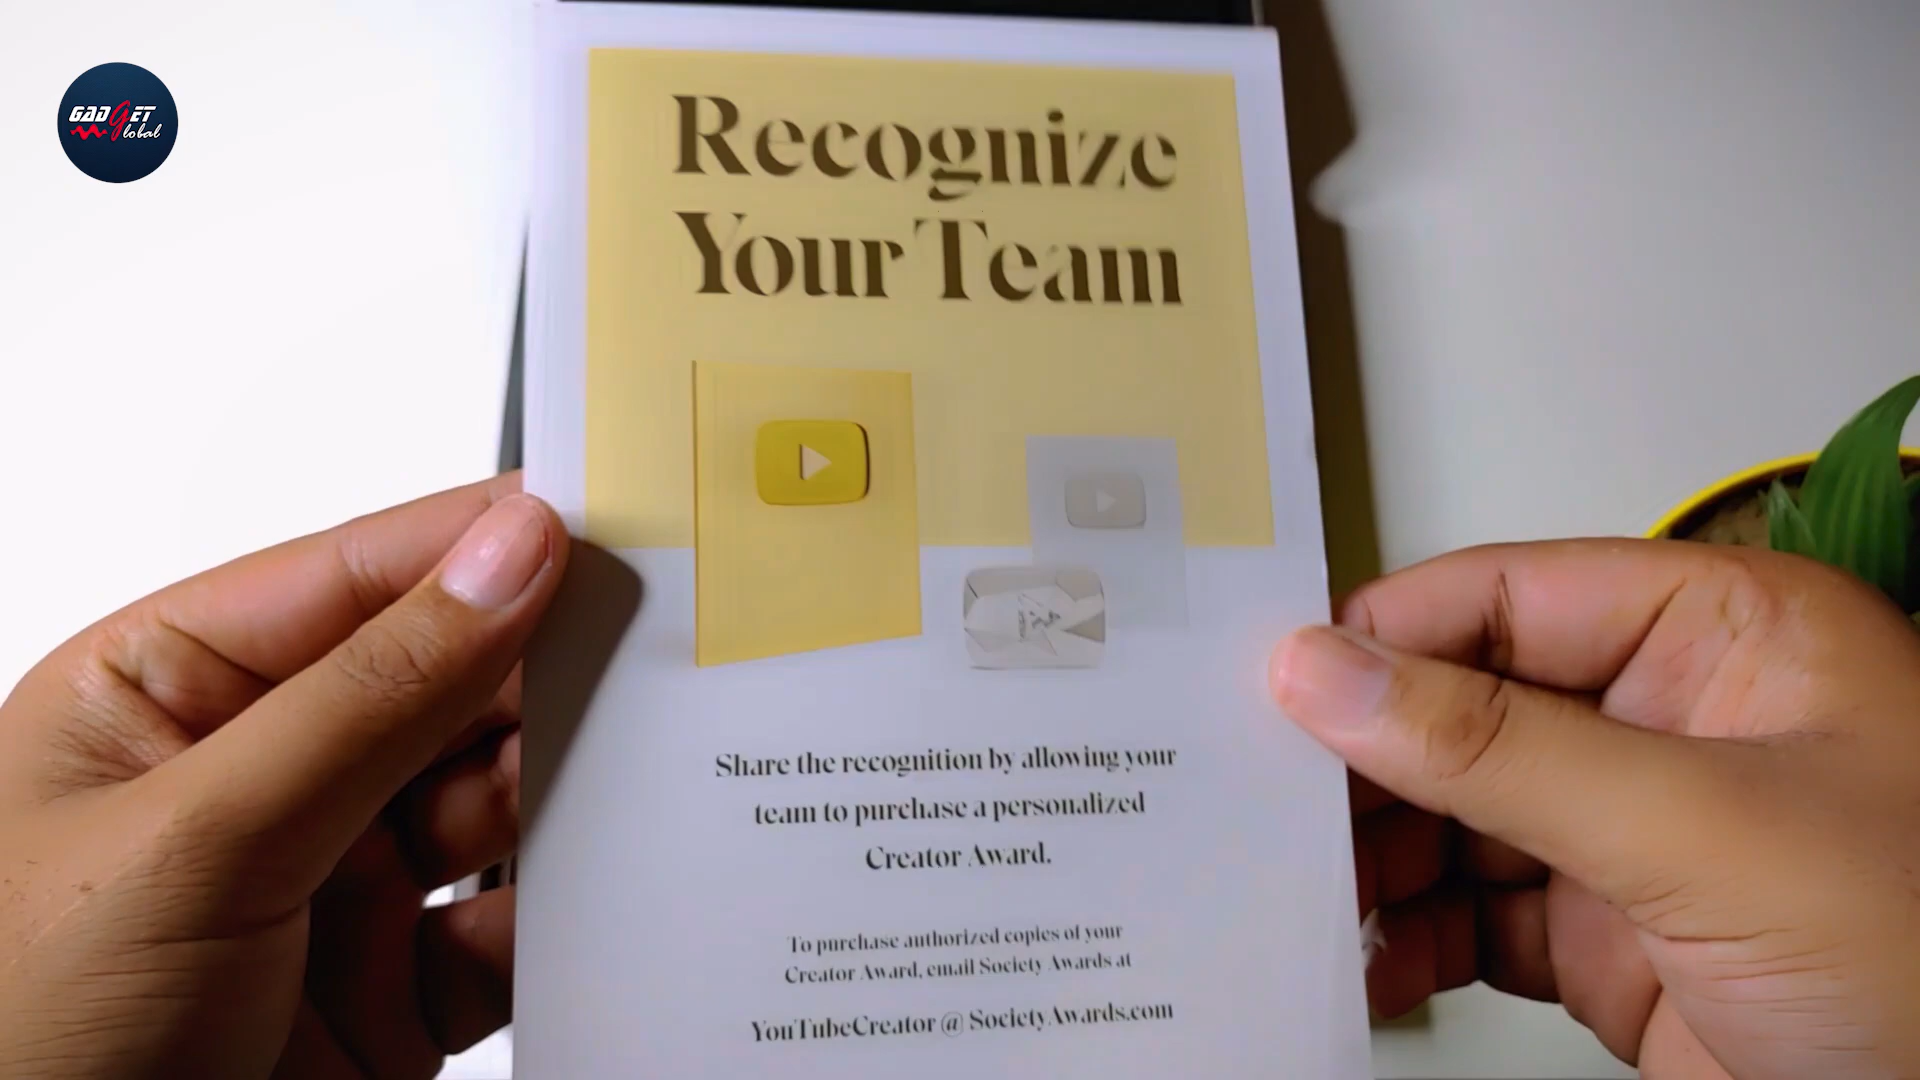 GADGET
Global
Recognize
Your Team
Share the recognition by allowing your
team to purchase a personalized
Creator Award.
To purchase authorized copies of your
Creator Award, email Society Awards at
YouTubeCreator @ SocietyAwards.com